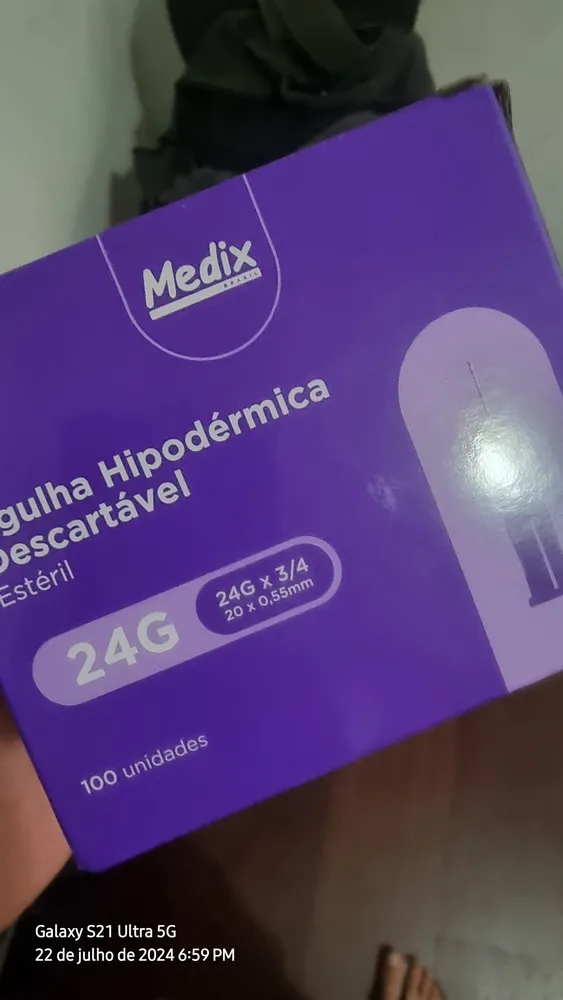 Medix
BRASIL
gulha Hipodérmica
Descartável
Estéril
24G
24G x 3/4
20 x 0,55mm
100 unidades
Galaxy S21 Ultra 5G
22 de julho de 2024 6:59 PM